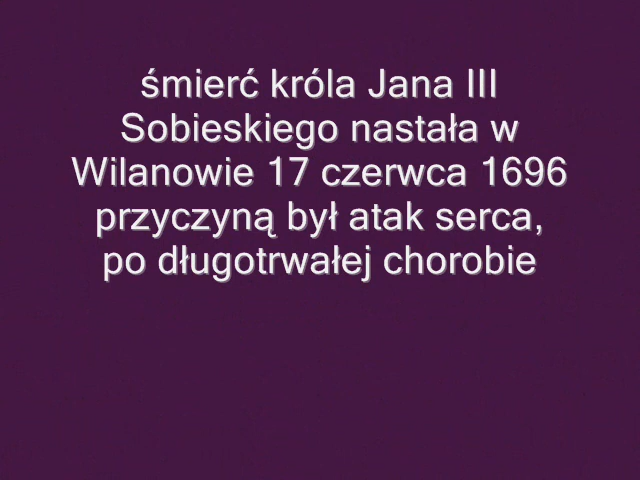 śmierć króla Jana III
Sobieskiego nastała w
Wilanowie 17 czerwca 1696
przyczyną był atak serca,
po długotrwałej chorobie